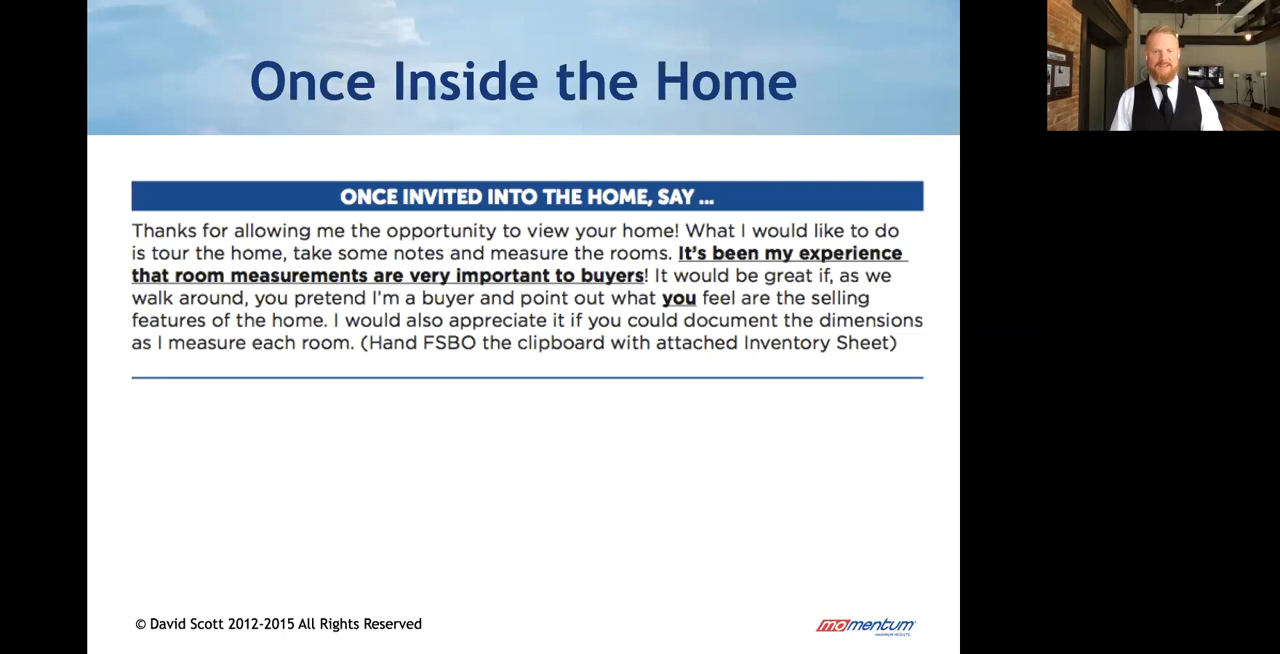 Once Inside the Home
ONCE INVITED INTO THE HOME, SAY ...
Thanks for allowing me the opportunity to view your home! What I would like to do
is tour the home, take some notes and measure the rooms. It's been my experience
that room measurements are very important to buyers! It would be great if, as we
walk around, you pretend I'm a buyer and point out what you feel are the selling
features of the home. I would also appreciate it if you could document the dimensions
as I measure each room. (Hand FSBO the clipboard with attached Inventory Sheet)
© David Scott 2012-2015 All Rights Reserved
momentum